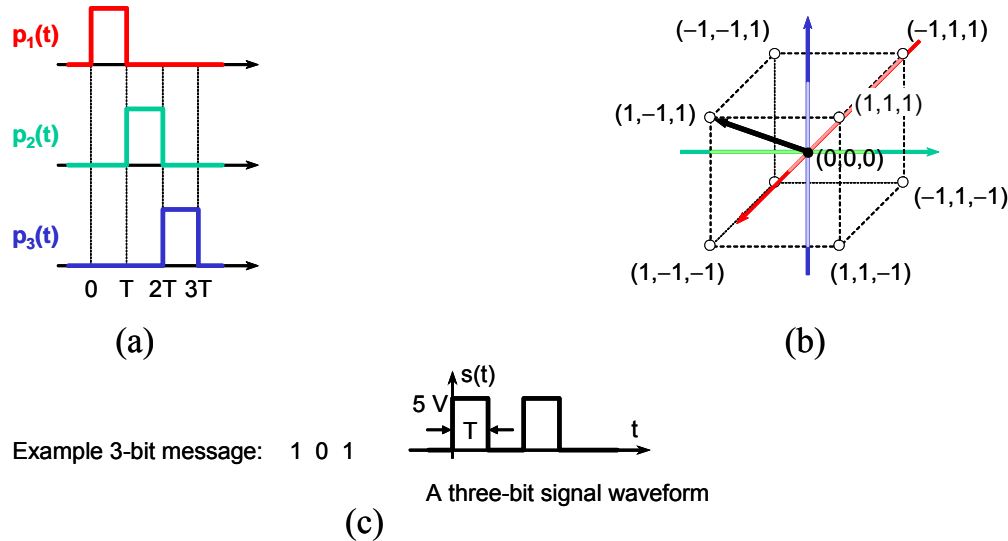 p1(t)
p2(t)
p3(t)
0 T 2T 3T
(a)
(–1,–1,1)
(–1,1,1)
(1,–1,1)
(1,1,1)
(0,0,0)
(–1,1,–1)
(1,–1,–1)
(1,1,–1)
(b)
s(t)
5 V
T
t
Example 3-bit message: 1 0 1
A three-bit signal waveform
(c)